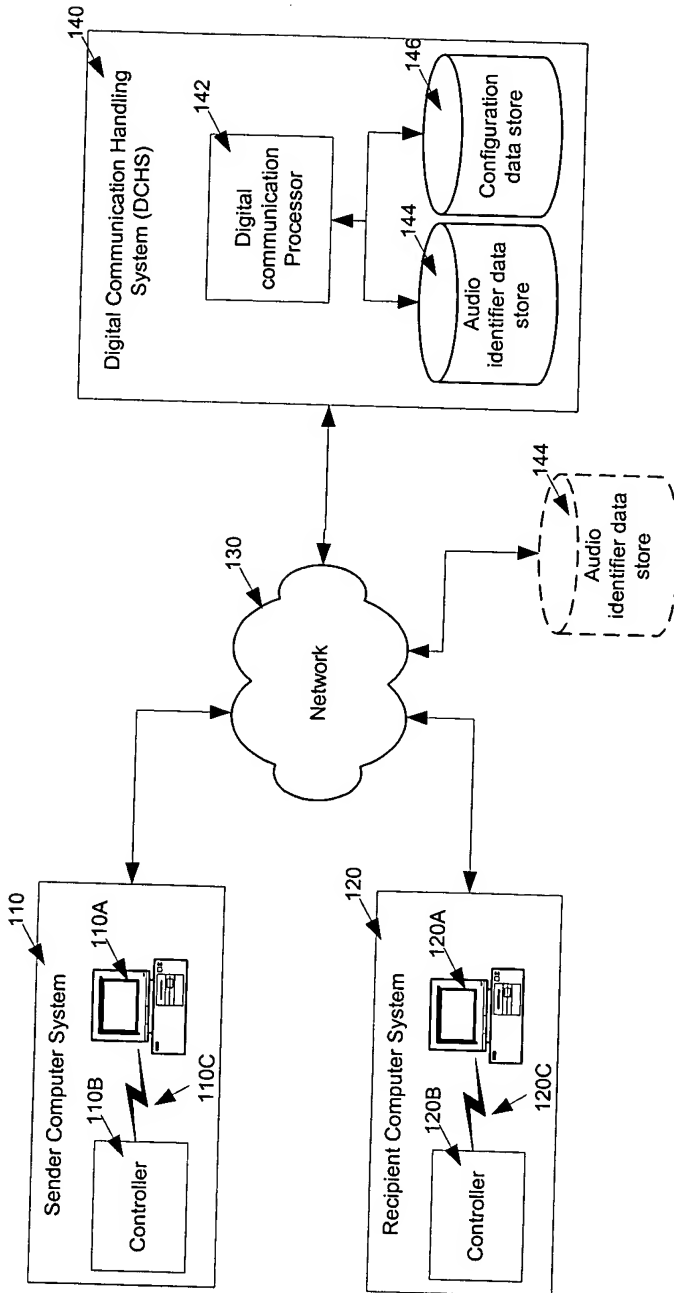 Sender Computer System
110
110A
110B
110C
Controller
Recipient Computer System
120
120A
120B
120C
Controller
130
Network
144
Audio
identifier data
store
140
Digital Communication Handling
System (DCHS)
142
Digital
communication
Processor
144
Audio
identifier data
store
146
Configuration
data store